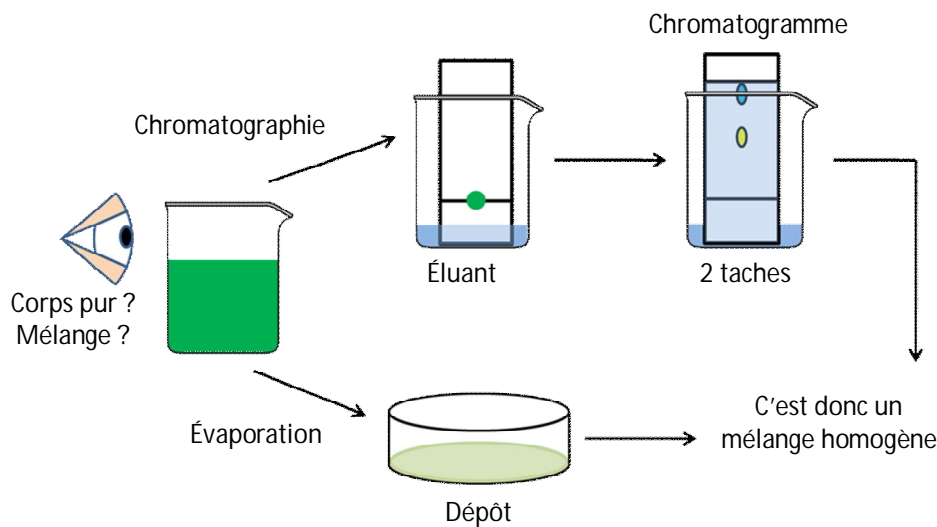 Chromatogramme
Chromatographie
Éluant
2 taches
Corps pur ?
Mélange ?
Évaporation
C'est donc un
mélange homogène
Dépôt